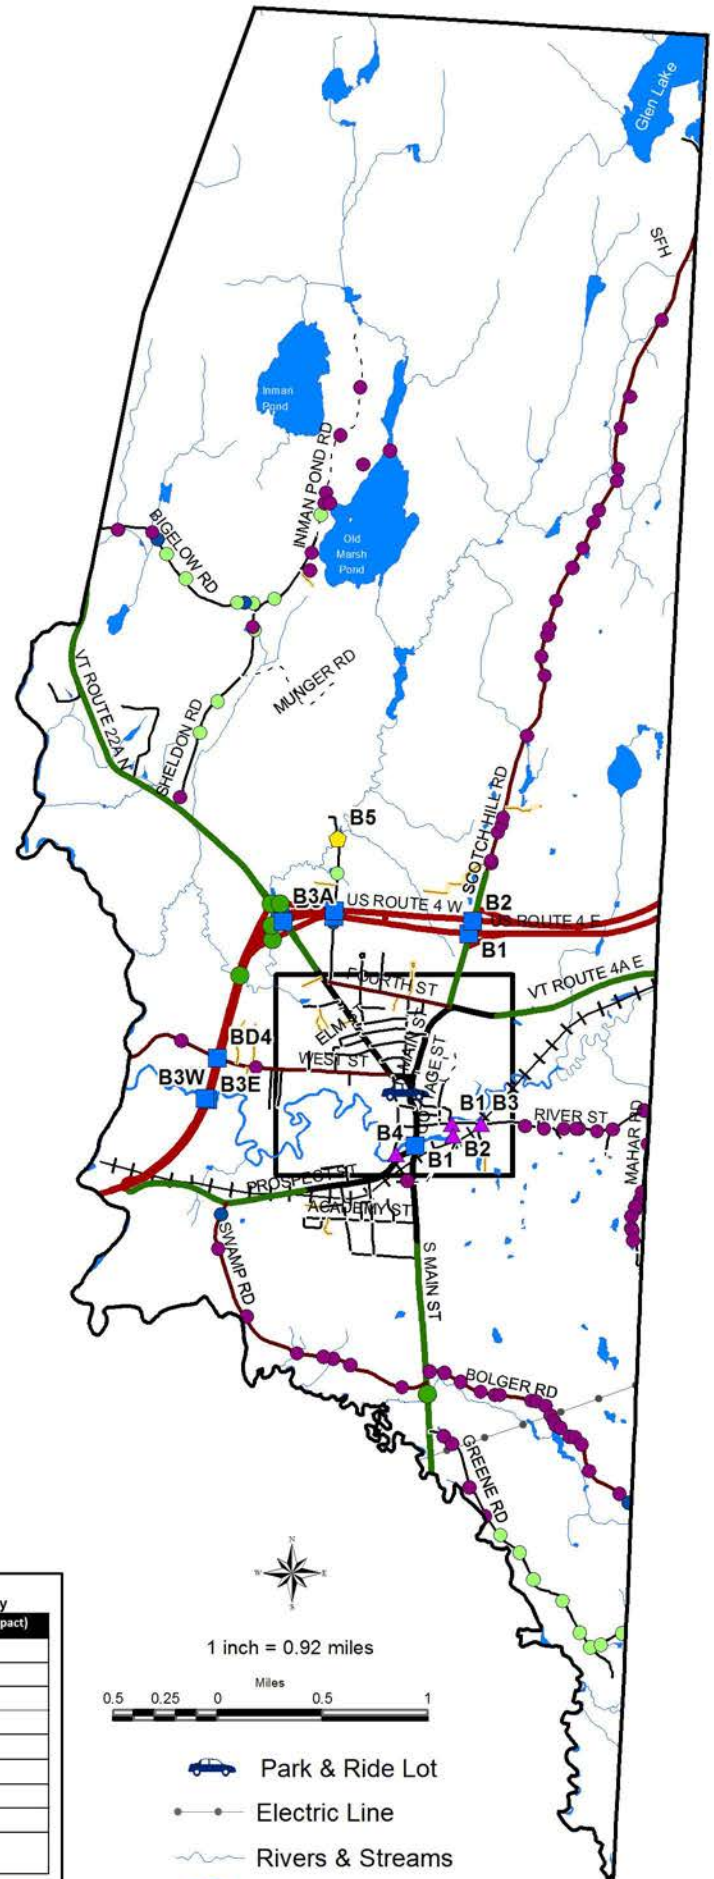 Glen Lake
SFH
Inman
Pond
INMAN POND RD
BIGELOW RD
Old
Marsh
Pond
MUNGER RD
VT ROUTE 22A N
SHELDON RD
SCOTCH HILL RD
B5
B3A
US ROUTE 4 W
B2
US ROUTE 4 E
B1
FOURTH ST
VT ROUTE 4A E
ELM S
MAIN ST
BD4
WEST ST
B3W
B3E
B1
B3
RIVER ST
B4
B1
B2
MAHAR RD
PROSPECT ST
ACADEMY ST
SWAMP RD
S MAIN ST
BOLGER RD
GREENE RD
N
W
E
S
y
pact)
1 inch = 0.92 miles
Miles
0.5 0.25 0 0.5 1
Park & Ride Lot
Electric Line
Rivers & Streams